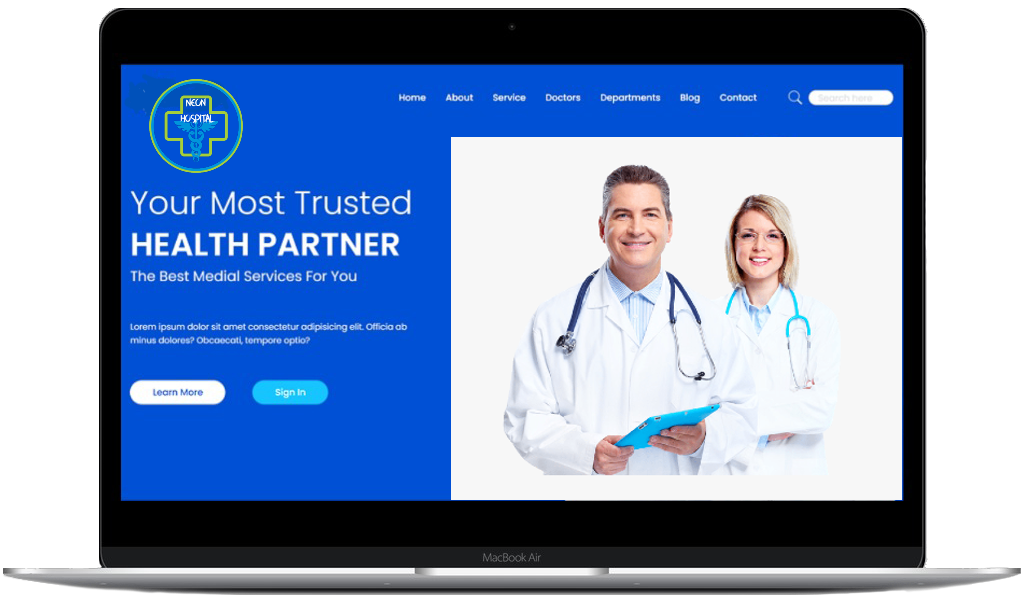 NEON
HOSPITAL
Home About Service Doctors Departments Blog Contact
Search here
Your Most Trusted
HEALTH PARTNER
The Best Medial Services For You
Lorem ipsum dolor sit amet consectetur adipisicing elit. Officia ab
minus dolores? Obcaecati, tempore optio?
Learn More Sign In
MacBook Air